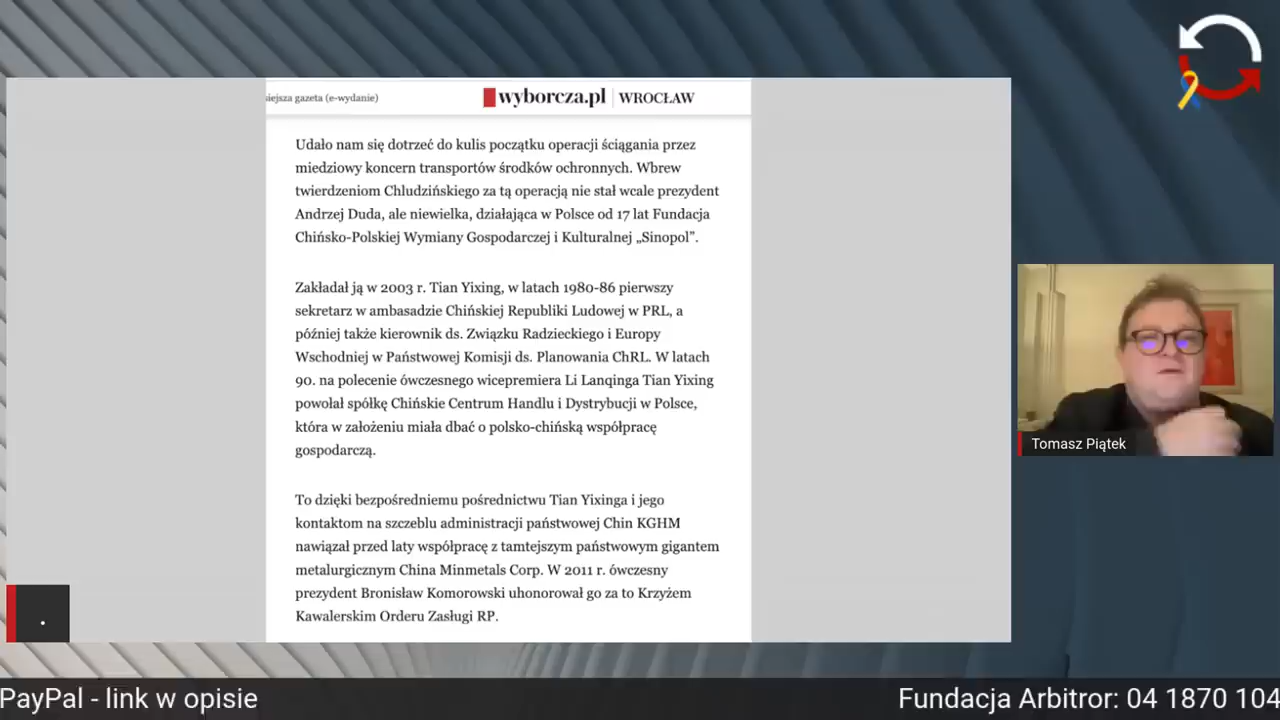 siejsza gazeta (e-wydanie)
wyborcza.pl WROCŁAW
Udało nam się dotrzeć do kulis początku operacji ściągania przez
miedziowy koncern transportów środków ochronnych. Wbrew
twierdzeniom Chludzińskiego za tą operacją nie stał wcale prezydent
Andrzej Duda, ale niewielka, działająca w Polsce od 17 lat Fundacja
Chińsko-Polskiej Wymiany Gospodarczej i Kulturalnej „Sinopol”.
Zakładał ją w 2003 r. Tian Yixing, w latach 1980-86 pierwszy
sekretarz w ambasadzie Chińskiej Republiki Ludowej w PRL, a
później także kierownik ds. Związku Radzieckiego i Europy
Wschodniej w Państwowej Komisji ds. Planowania ChRL. W latach
90. na polecenie ówczesnego wicepremiera Li Lanqinga Tian Yixing
powołał spółkę Chińskie Centrum Handlu i Dystrybucji w Polsce,
która w założeniu miała dbać o polsko-chińską współpracę
gospodarczą.
To dzięki bezpośredniemu pośrednictwu Tian Yixinga i jego
kontaktom na szczeblu administracji państwowej Chin KGHM
nawiązał przed laty współpracę z tamtejszym państwowym gigantem
metalurgicznym China Minmetals Corp. W 2011 r. ówczesny
prezydent Bronisław Komorowski uhonorował go za to Krzyżem
Kawalerskim Orderu Zasługi RP.
Tomasz Piątek
.
PayPal - link w opisie
Fundacja Arbitror: 04 1870 104